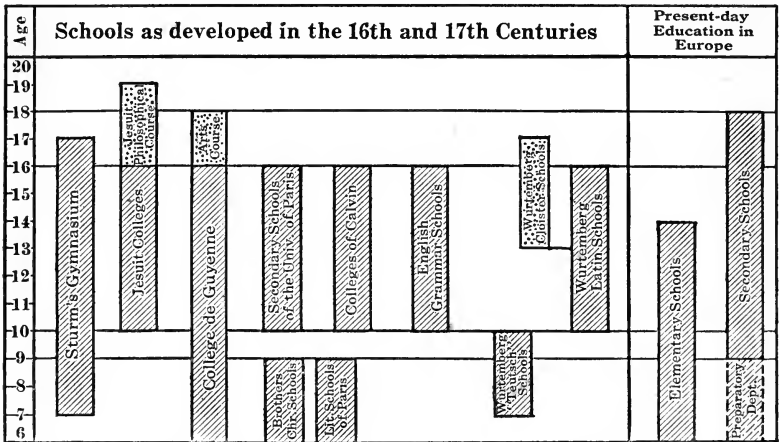 Age
Schools as developed in the 16th and 17th Centuries
Present-day
Education in
Europe
20
19
18
17
16
15
14
13
12
11
10
9
8
7
6
Sturm's Gymnasium
Jesuit
Philosophical
Course
Jesuit Colleges
Arts
Course
College de Guyenne
Secondary Schools
of the Univ. of Paris.
Brothers
Chr. Schools
Colleges of Calvin
Lit. Schools
of Paris
English
Grammar Schools
Wurtemberg
Teutsch
Schools
Wurtemberg
Cloister Schools.
Wurtemberg
Latin Schools
Elementary Schools
Secondary Schools
Preparatory
Dept.